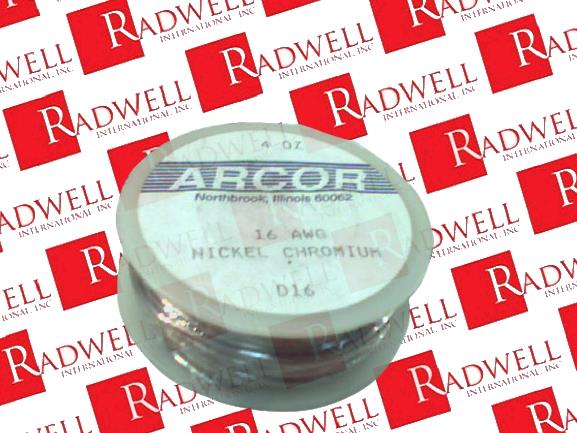 4 OZ
ARCOR
Northbrook, Illinois 60062
16 AWG
NICKEL CHROMIUM
D16
RADWELL
INTERNATIONAL, INC